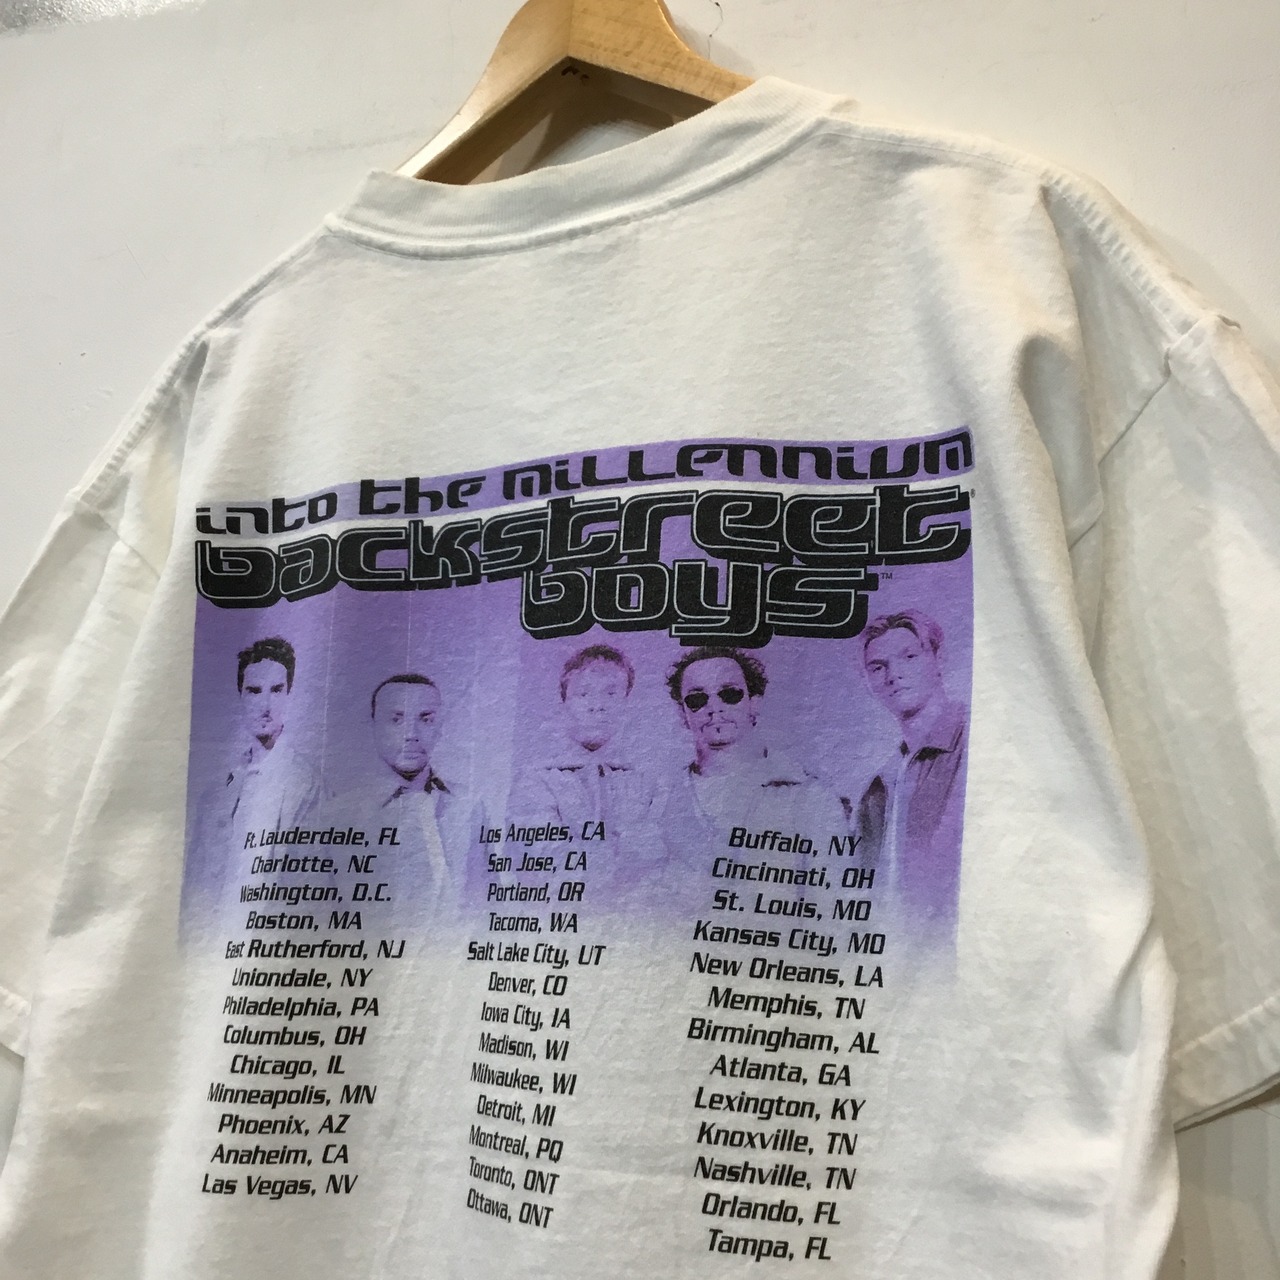 into the millennium
backstreet®
boys™
Ft. Lauderdale, FL
Charlotte, NC
Washington, D.C.
Boston, MA
East Rutherford, NJ
Uniondale, NY
Philadelphia, PA
Columbus, OH
Chicago, IL
Minneapolis, MN
Phoenix, AZ
Anaheim, CA
Las Vegas, NV
Los Angeles, CA
San Jose, CA
Portland, OR
Tacoma, WA
Salt Lake City, UT
Denver, CO
Iowa City, IA
Madison, WI
Milwaukee, WI
Detroit, MI
Montreal, PQ
Toronto, ONT
Ottawa, ONT
Buffalo, NY
Cincinnati, OH
St. Louis, MO
Kansas City, MO
New Orleans, LA
Memphis, TN
Birmingham, AL
Atlanta, GA
Lexington, KY
Knoxville, TN
Nashville, TN
Orlando, FL
Tampa, FL